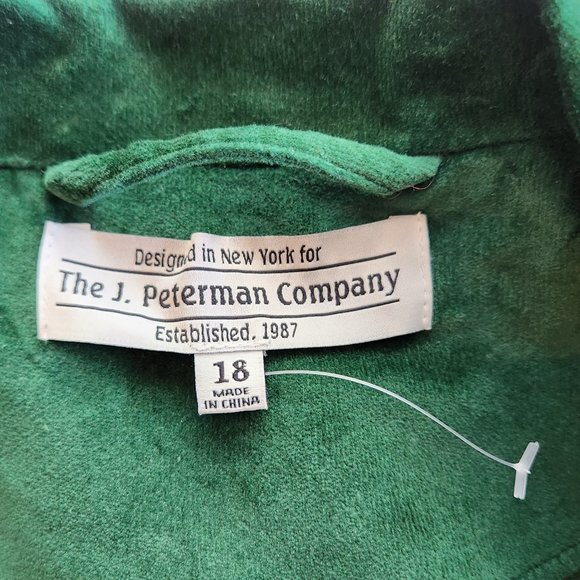 Designed in New York for
The J. Peterman Company
Established, 1987
18
MADE
IN CHINA